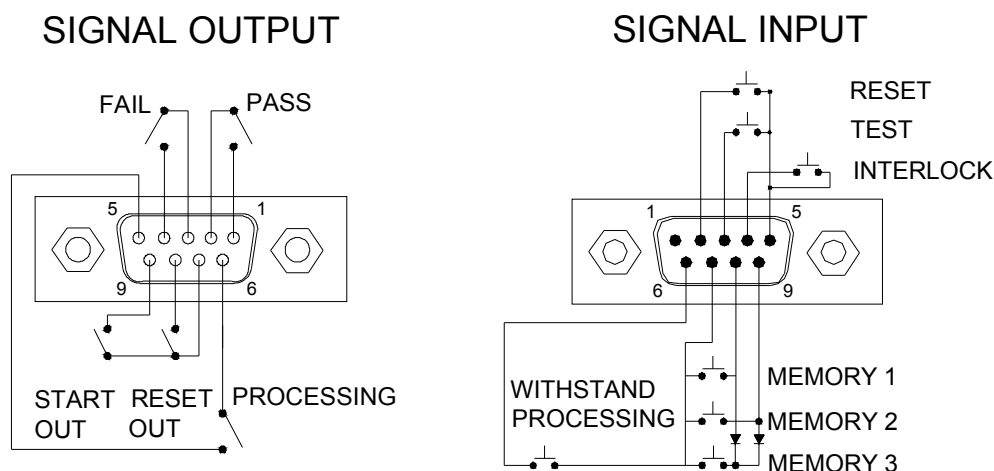 SIGNAL OUTPUT
FAIL
PASS
5
1
9
6
START
OUT
RESET
OUT
PROCESSING
SIGNAL INPUT
RESET
TEST
INTERLOCK
1
5
6
9
WITHSTAND
PROCESSING
MEMORY 1
MEMORY 2
MEMORY 3